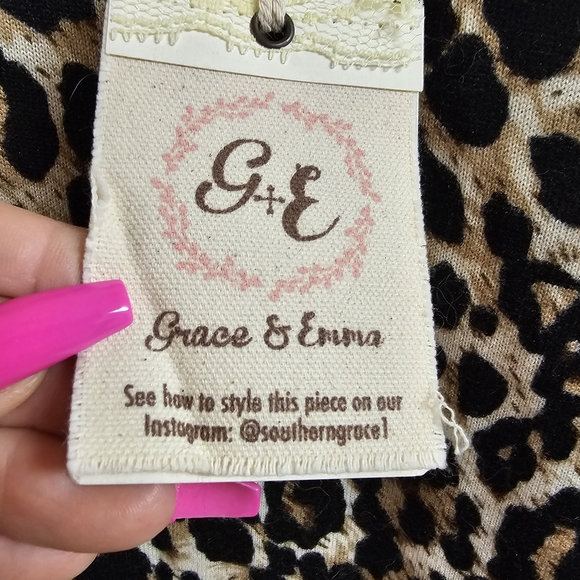 G+E
Grace & Emma
See how to style this piece on our
Instagram: @southerngrace1